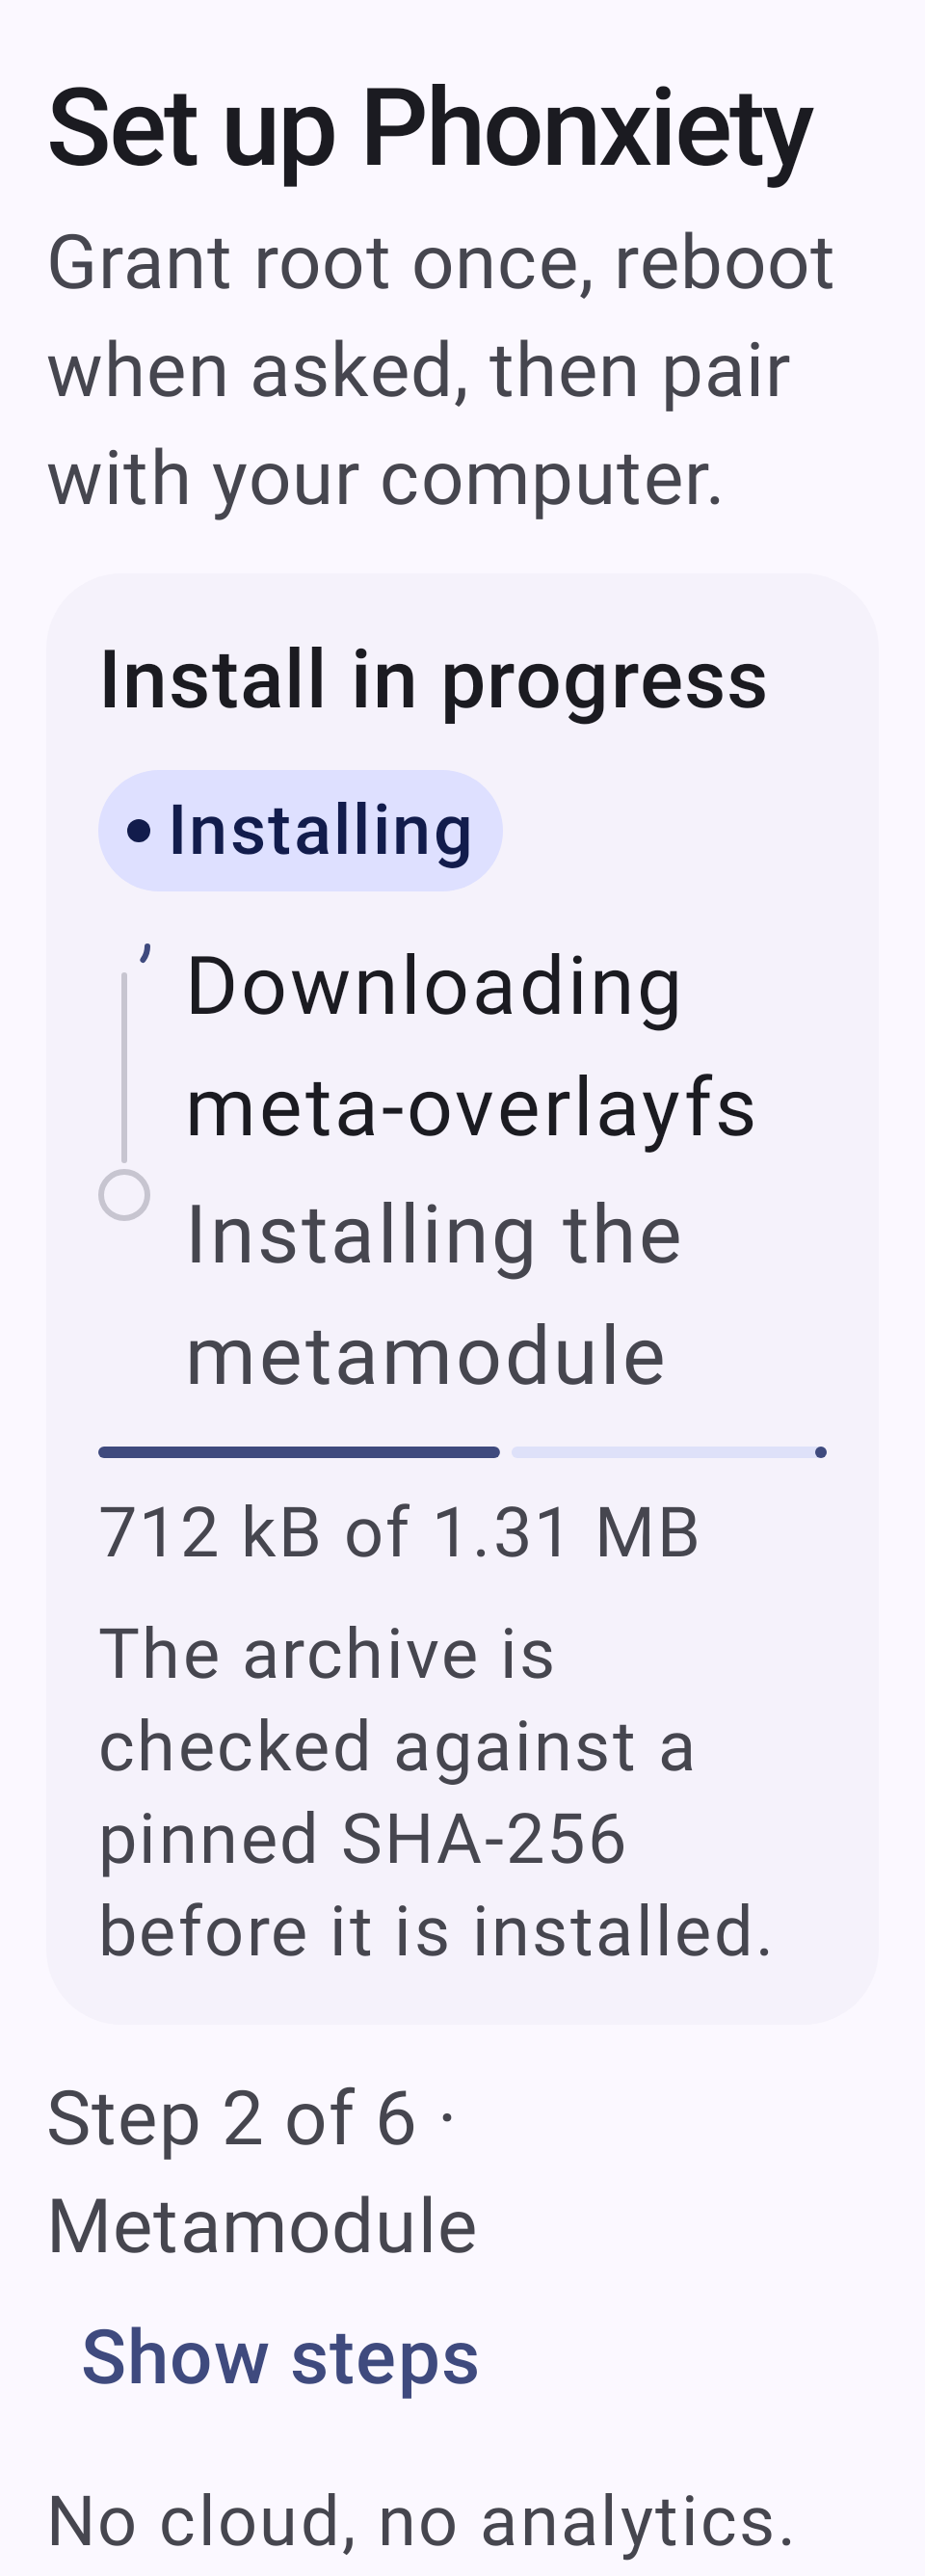 Set up Phonxiety
Grant root once, reboot
when asked, then pair
with your computer.
Install in progress
Installing
Downloading
meta-overlayfs
Installing the
metamodule
712 kB of 1.31 MB
The archive is
checked against a
pinned SHA-256
before it is installed.
Step 2 of 6 ·
Metamodule
Show steps
No cloud, no analytics.